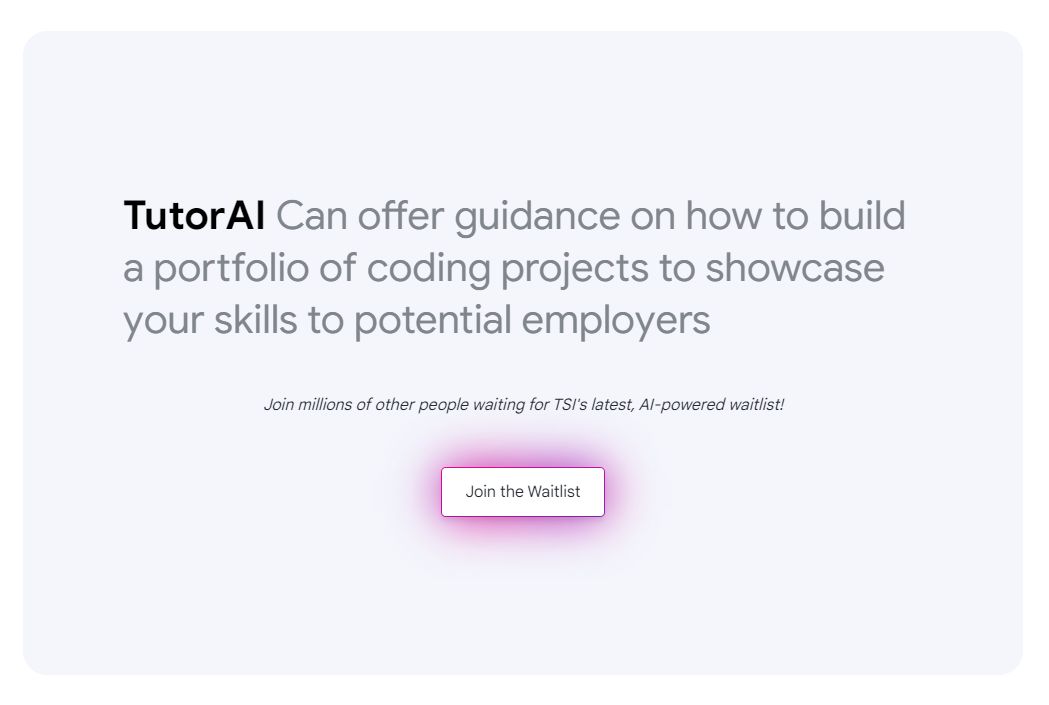 TutorAI Can offer guidance on how to build
a portfolio of coding projects to showcase
your skills to potential employers
Join millions of other people waiting for TSI's latest, AI-powered waitlist!
Join the Waitlist